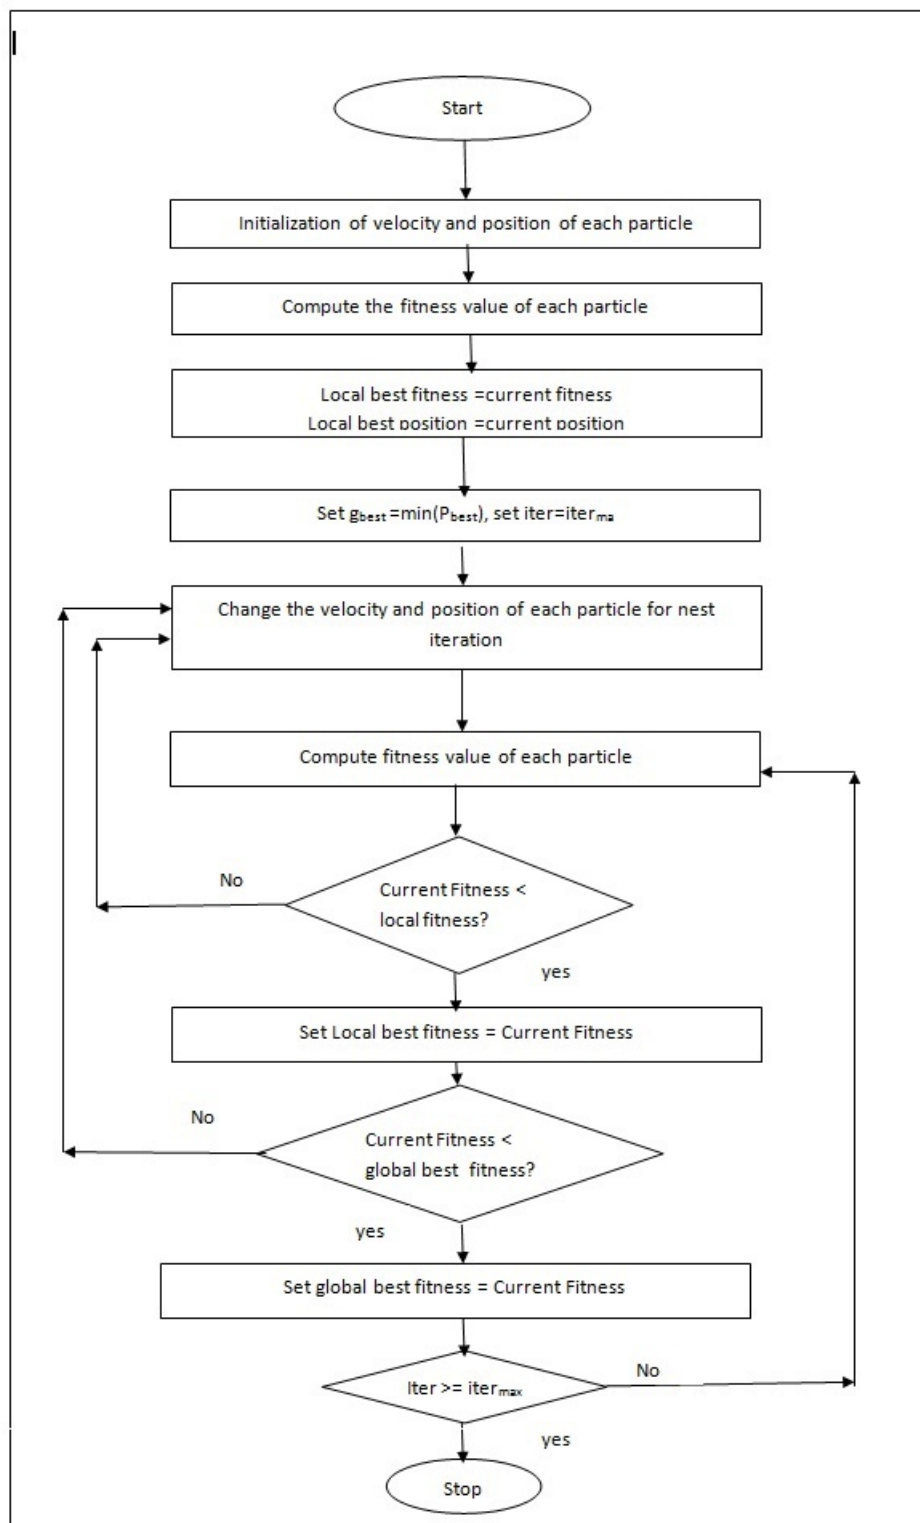 Start
Initialization of velocity and position of each particle
Compute the fitness value of each particle
Local best fitness =current fitness
Local best position =current position
Set gbest =min(Pbest), set iter=iterma
Change the velocity and position of each particle for nest
iteration
Compute fitness value of each particle
No
Current Fitness <
local fitness?
yes
Set Local best fitness = Current Fitness
No
Current Fitness <
global best fitness?
yes
Set global best fitness = Current Fitness
Iter >= itermax
No
yes
Stop